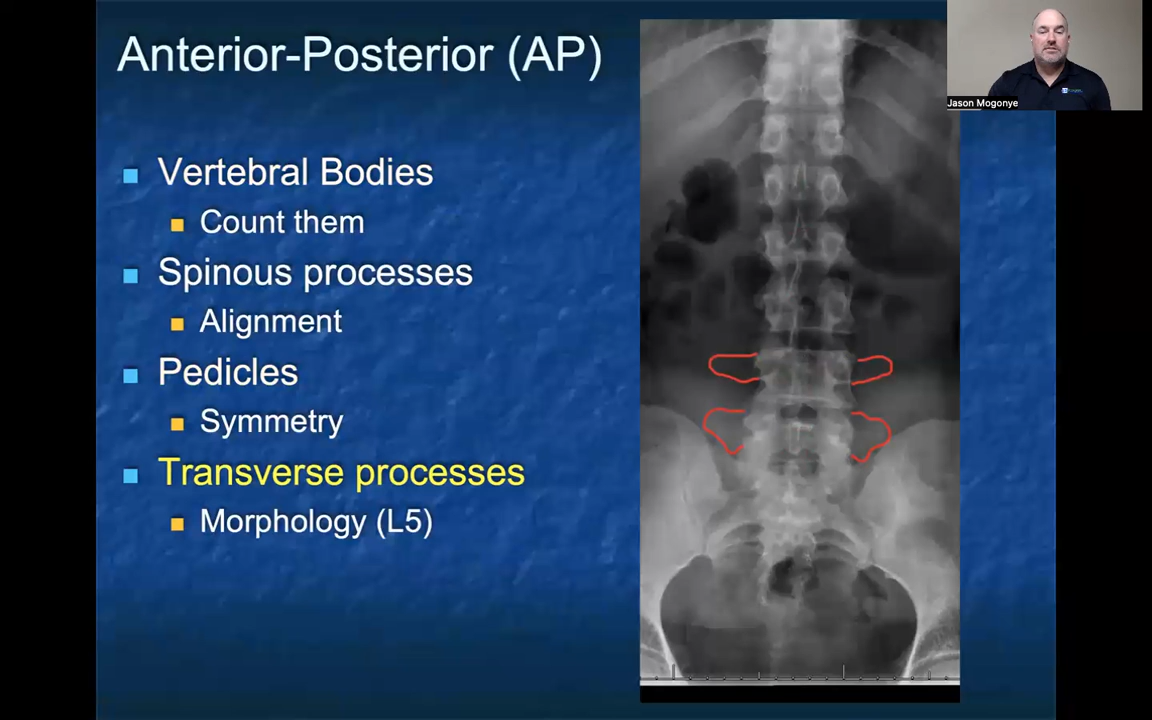 Anterior-Posterior (AP)
Vertebral Bodies
Count them
Spinous processes
Alignment
Pedicles
Symmetry
Transverse processes
Morphology (L5)
Jason Mogonye